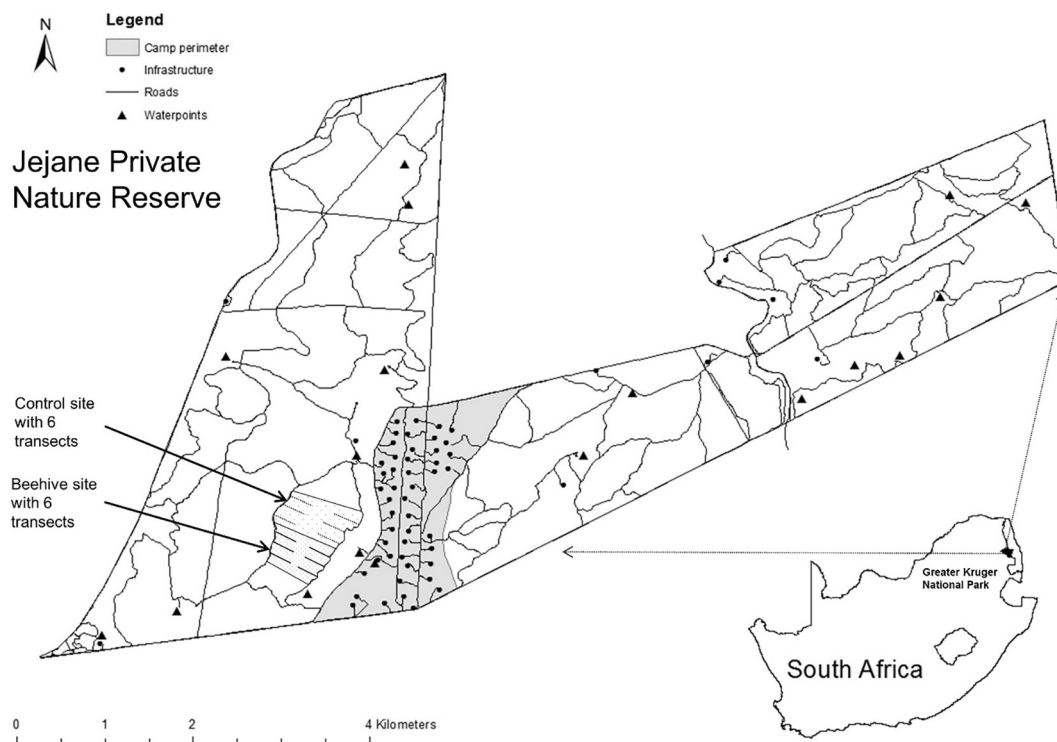 N
Legend
Camp perimeter
Infrastructure
Roads
Waterpoints
Jejane Private
Nature Reserve
Control site
with 6
transects
Beehive site
with 6
transects
Greater Kruger
National Park
South Africa
0 1 2 4 Kilometers